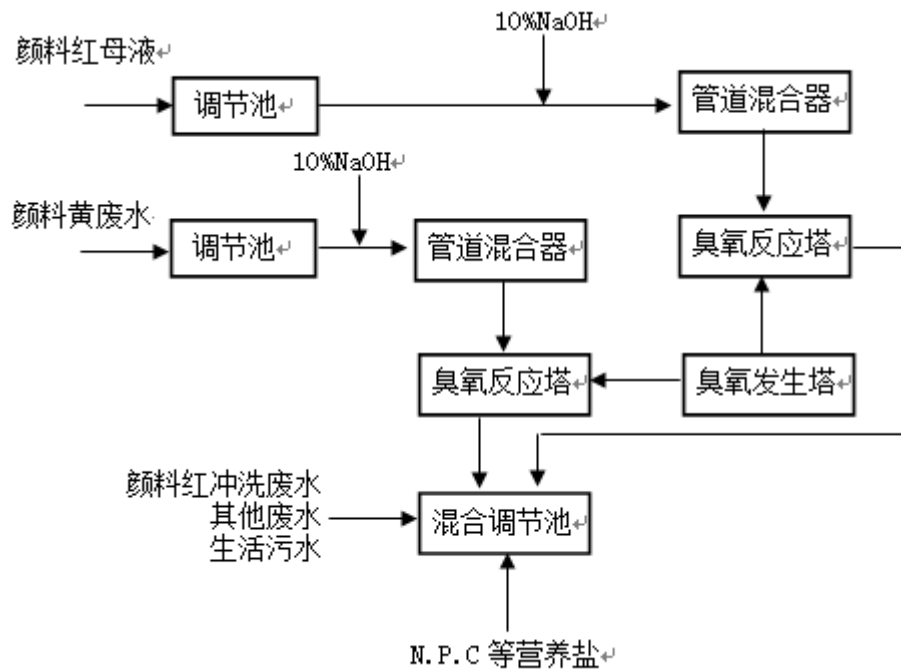 10%NaOH
颜料红母液
调节池
管道混合器
10%NaOH
颜料黄废水
调节池
管道混合器
臭氧反应塔
臭氧反应塔
臭氧发生塔
颜料红冲洗废水
其他废水
生活污水
混合调节池
N.P.C 等营养盐